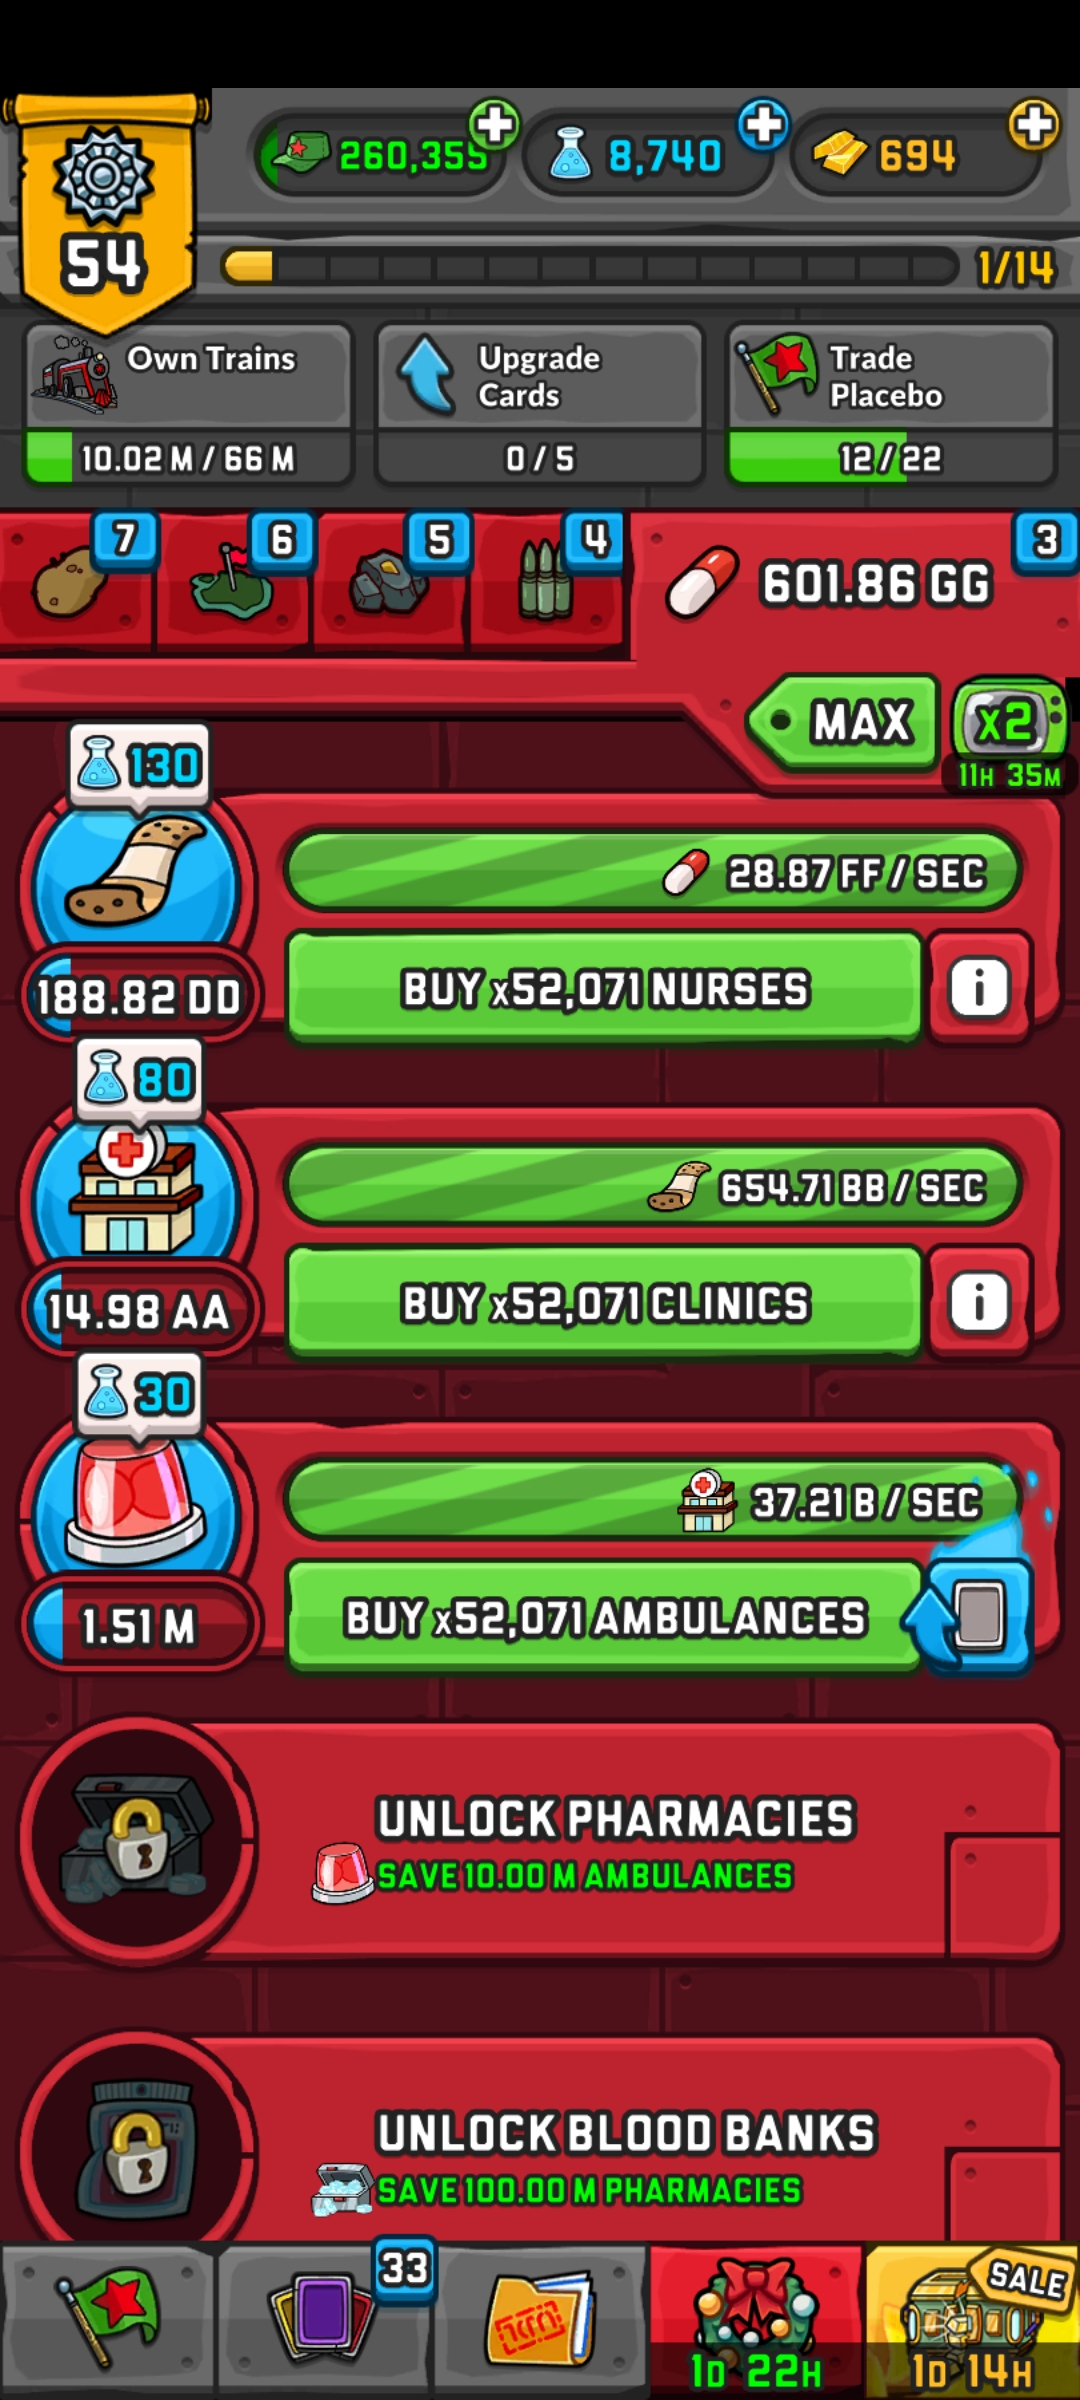 54
260,355
8,740
694
1/14
Own Trains
10.02 M / 66 M
Upgrade
Cards
0 / 5
Trade
Placebo
12 / 22
7
6
5
4
3
601.86 GG
MAX
x2
11H 35M
130
28.87 FF / SEC
188.82 DD
BUY x52,071 NURSES
i
80
654.71 BB / SEC
14.98 AA
BUY x52,071 CLINICS
i
30
37.21 B / SEC
1.51 M
BUY x52,071 AMBULANCES
UNLOCK PHARMACIES
SAVE 10.00 M AMBULANCES
UNLOCK BLOOD BANKS
SAVE 100.00 M PHARMACIES
33
SALE
1D 22H
1D 14H